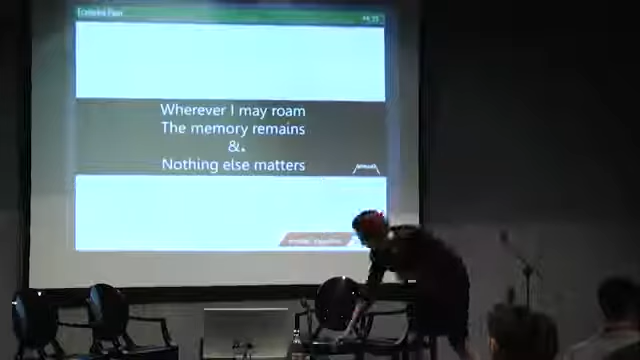 Wherever I may roam
The memory remains
&.
Nothing else matters